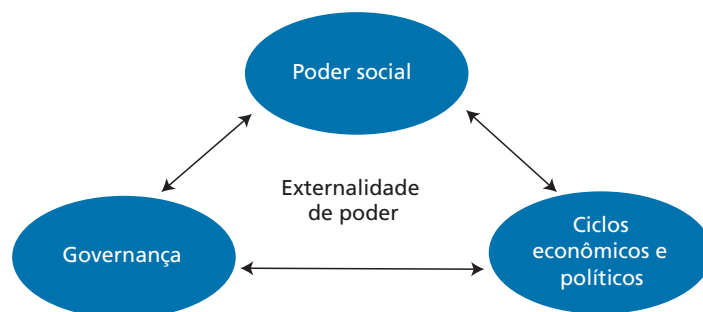 Poder social
Externalidade
de poder
Governança
Ciclos
econômicos e
políticos